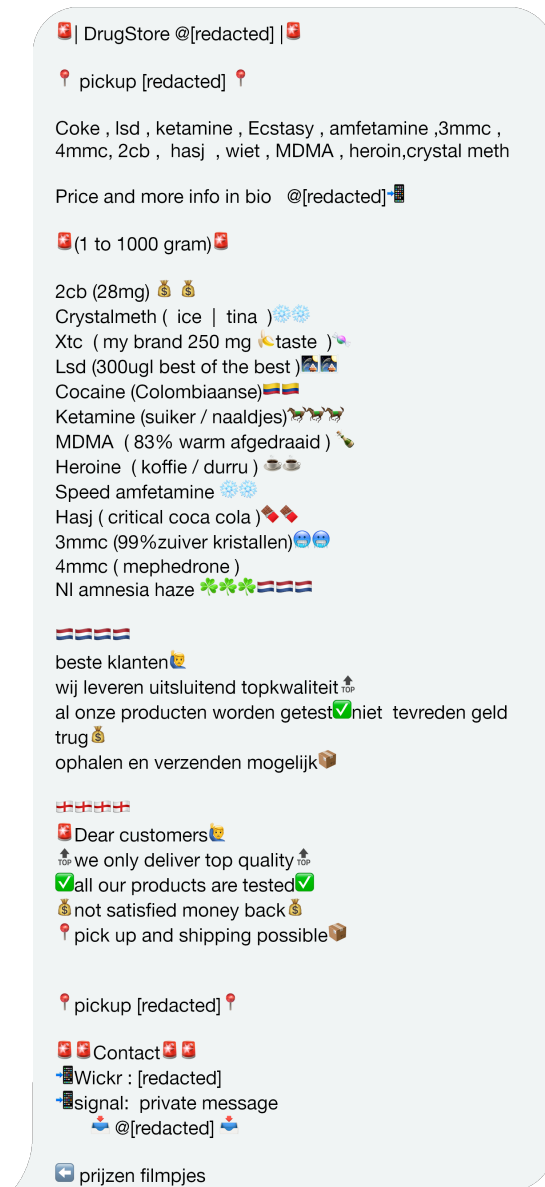 🚨| DrugStore @[redacted] |🚨
📍 pickup [redacted] 📍
Coke , lsd , ketamine , Ecstasy , amfetamine ,3mmc ,
4mmc, 2cb , hasj , wiet , MDMA , heroin,crystal meth
Price and more info in bio @[redacted]📲
🚨(1 to 1000 gram)🚨
2cb (28mg) 💰 💰
Crystalmeth ( ice | tina )❄️❄️
Xtc ( my brand 250 mg 🍌taste )🍬
Lsd (300ugl best of the best )🌌🌌
Cocaine (Colombiaanse)🇨🇴🇨🇴
Ketamine (suiker / naaldjes)🐎🐎🐎
MDMA ( 83% warm afgedraaid ) 🍾
Heroine ( koffie / durru ) ☕☕
Speed amfetamine ❄️❄️
Hasj ( critical coca cola )🍫🍫
3mmc (99%zuiver kristallen)🥶🥶
4mmc ( mephedrone )
Nl amnesia haze ☘️☘️☘️🇳🇱🇳🇱🇳🇱
🇳🇱🇳🇱🇳🇱🇳🇱
beste klanten🙋‍♂️
wij leveren uitsluitend topkwaliteit🔝
al onze producten worden getest✅niet tevreden geld
trug💰
ophalen en verzenden mogelijk📦
🏴󠁧󠁢󠁥󠁮󠁧󠁿🏴󠁧󠁢󠁥󠁮󠁧󠁿🏴󠁧󠁢󠁥󠁮󠁧󠁿🏴󠁧󠁢󠁥󠁮󠁧󠁿
🚨Dear customers🙋‍♂️
🔝we only deliver top quality🔝
✅all our products are tested✅
💰not satisfied money back💰
📍pick up and shipping possible📦
📍pickup [redacted]📍
🚨🚨Contact🚨🚨
📲Wickr : [redacted]
📲signal: private message
📥 @[redacted] 📥
⬅️ prijzen filmpjes